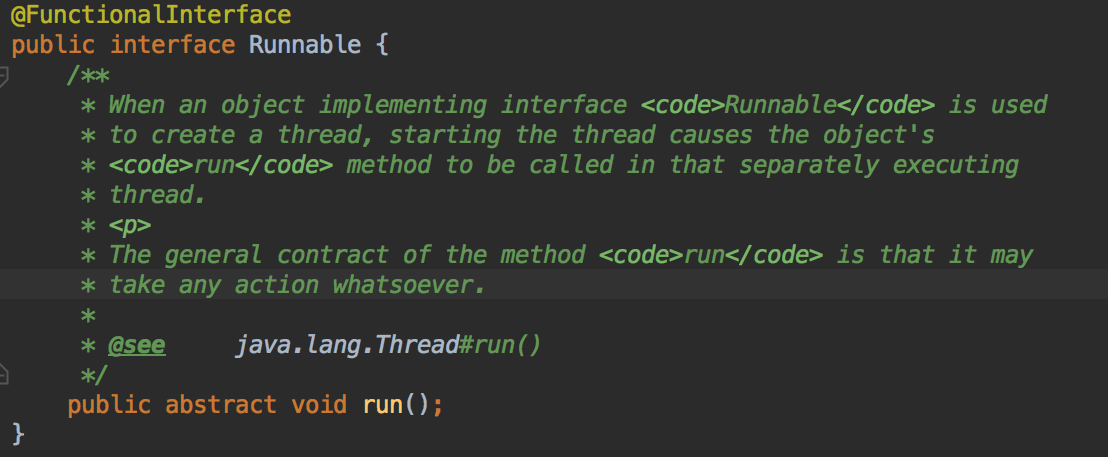 @FunctionalInterface
public interface Runnable {
    /**
     * When an object implementing interface <code>Runnable</code> is used
     * to create a thread, starting the thread causes the object's
     * <code>run</code> method to be called in that separately executing
     * thread.
     * <p>
     * The general contract of the method <code>run</code> is that it may
     * take any action whatsoever.
     *
     * @see     java.lang.Thread#run()
     */
    public abstract void run();
}